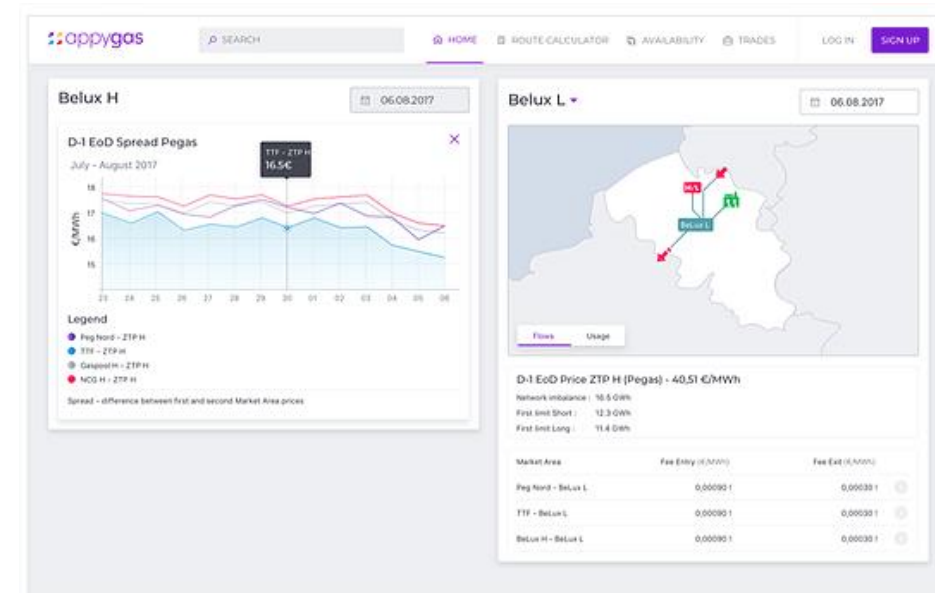 appygas
SEARCH
HOME
ROUTE CALCULATOR
AVAILABILITY
TRADES
LOG IN
SIGN UP
Belux H
06.08.2017
D-1 EoD Spread Pegas
July - August 2017
TTF - ZTP H
16.5€
€/MWh
18
17
16
15
23 24 25 26 27 28 29 30 01 02 03 04 05 06
Legend
Peg Nord - ZTP H
TTF - ZTP H
Gaspool H - ZTP H
NCG H - ZTP H
Spread - difference between first and second Market Area prices
Belux L
06.08.2017
H/L
BeLux L
Flows Usage
D-1 EoD Price ZTP H (Pegas) - 40,51 €/MWh
Network imbalance : 16.5 GWh
First limit Short : 12.3 GWh
First limit Long : 11.4 GWh
Market Area Fee Entry (€/MWh) Fee Exit (€/MWh)
Peg Nord - BeLux L 0,00090 0,00030
TTF - BeLux L 0,00090 0,00030
BeLux H - BeLux L 0,00090 0,00030